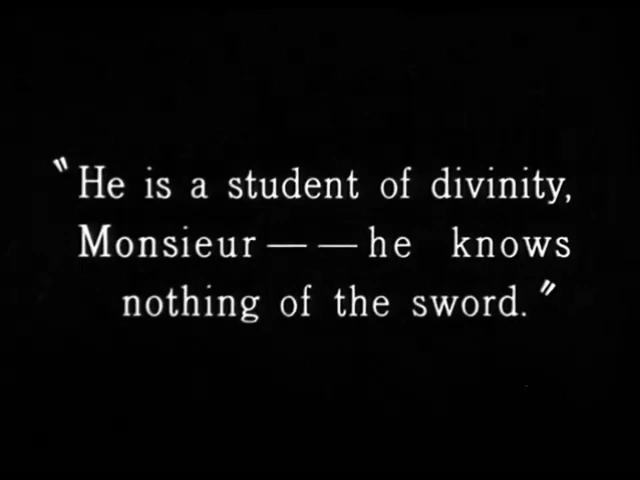 "He is a student of divinity,
Monsieur — — he knows
nothing of the sword."